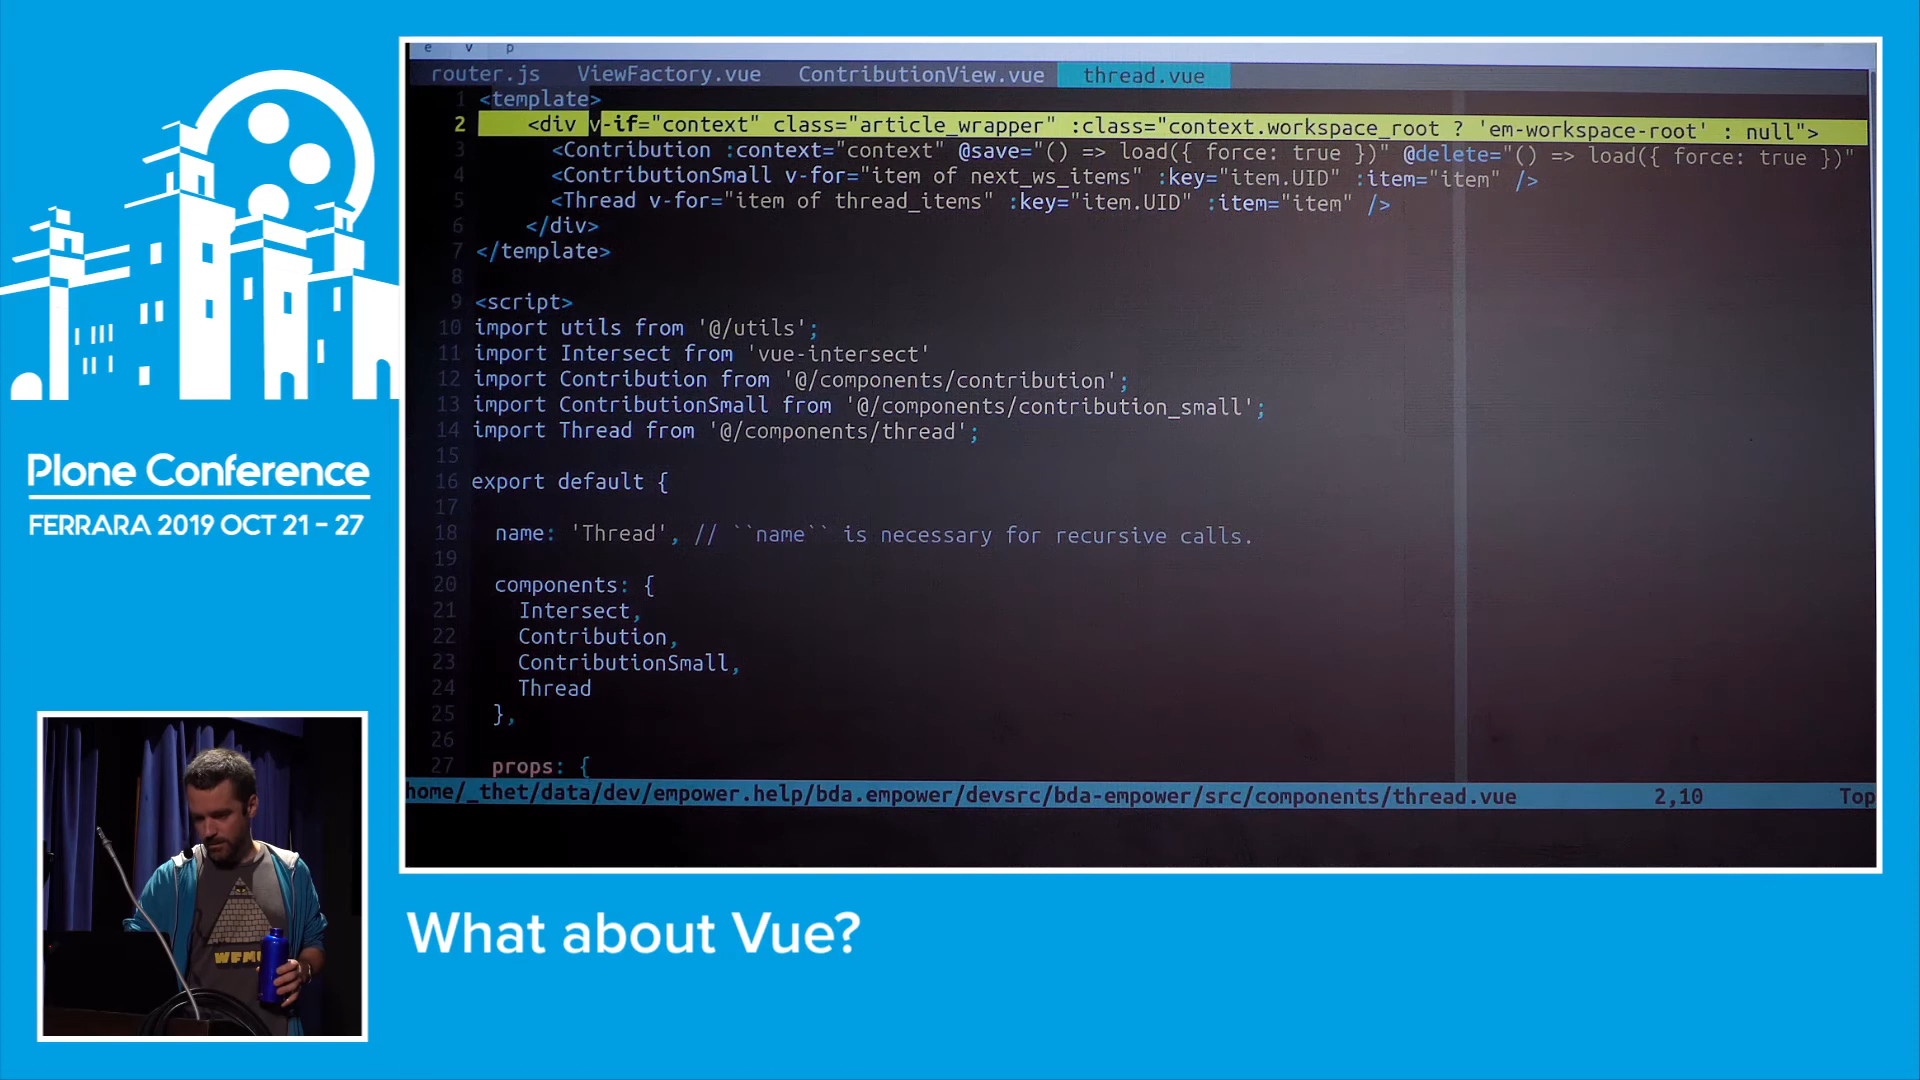 Plone Conference
FERRARA 2019 OCT 21 - 27
e v p
router.js ViewFactory.vue ContributionView.vue thread.vue
1 <template>
2 <div v-if="context" class="article_wrapper" :class="context.workspace_root ? 'em-workspace-root' : null">
3 <Contribution :context="context" @save="() => load({ force: true })" @delete="() => load({ force: true })"
4 <ContributionSmall v-for="item of next_ws_items" :key="item.UID" :item="item" />
5 <Thread v-for="item of thread_items" :key="item.UID" :item="item" />
6 </div>
7 </template>
8
9 <script>
10 import utils from '@/utils';
11 import Intersect from 'vue-intersect'
12 import Contribution from '@/components/contribution';
13 import ContributionSmall from '@/components/contribution_small';
14 import Thread from '@/components/thread';
15
16 export default {
17
18 name: 'Thread', // ``name`` is necessary for recursive calls.
19
20 components: {
21 Intersect,
22 Contribution,
23 ContributionSmall,
24 Thread
25 },
26
27 props: {
home/_thet/data/dev/empower.help/bda.empower/devsrc/bda-empower/src/components/thread.vue 2,10 Top
What about Vue?